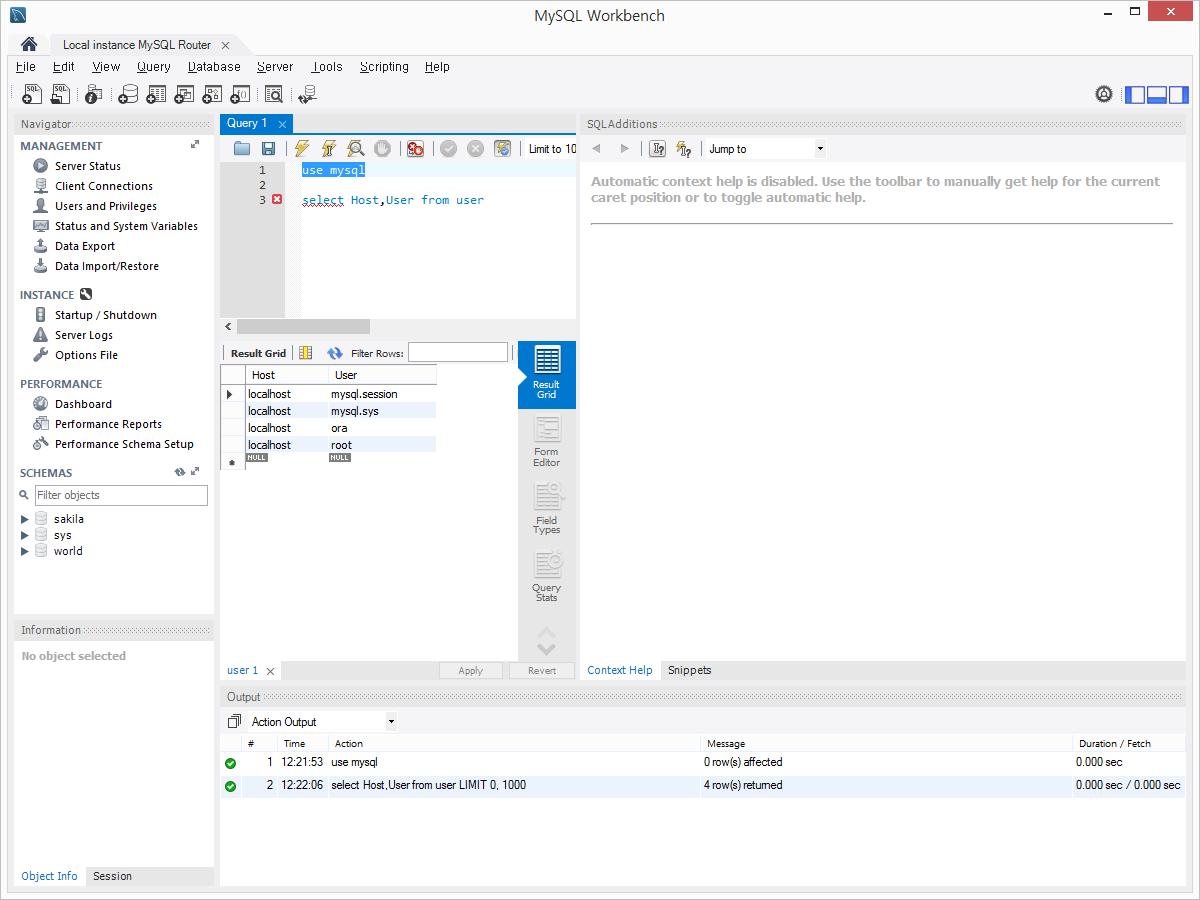 MySQL Workbench
Local instance MySQL Router
File Edit View Query Database Server Tools Scripting Help
Navigator
MANAGEMENT
Server Status
Client Connections
Users and Privileges
Status and System Variables
Data Export
Data Import/Restore
INSTANCE
Startup / Shutdown
Server Logs
Options File
PERFORMANCE
Dashboard
Performance Reports
Performance Schema Setup
SCHEMAS
Filter objects
sakila
sys
world
Information
No object selected
Object Info Session
Query 1
Limit to 10
1 use mysql
2
3 select Host,User from user
Result Grid Filter Rows:
Host User
localhost mysql.session
localhost mysql.sys
localhost ora
localhost root
NULL NULL
Result
Grid
Form
Editor
Field
Types
Query
Stats
user 1 Apply Revert
SQLAdditions
Jump to
Automatic context help is disabled. Use the toolbar to manually get help for the current
caret position or to toggle automatic help.
Context Help Snippets
Output
Action Output
# Time Action Message Duration / Fetch
1 12:21:53 use mysql 0 row(s) affected 0.000 sec
2 12:22:06 select Host,User from user LIMIT 0, 1000 4 row(s) returned 0.000 sec / 0.000 sec